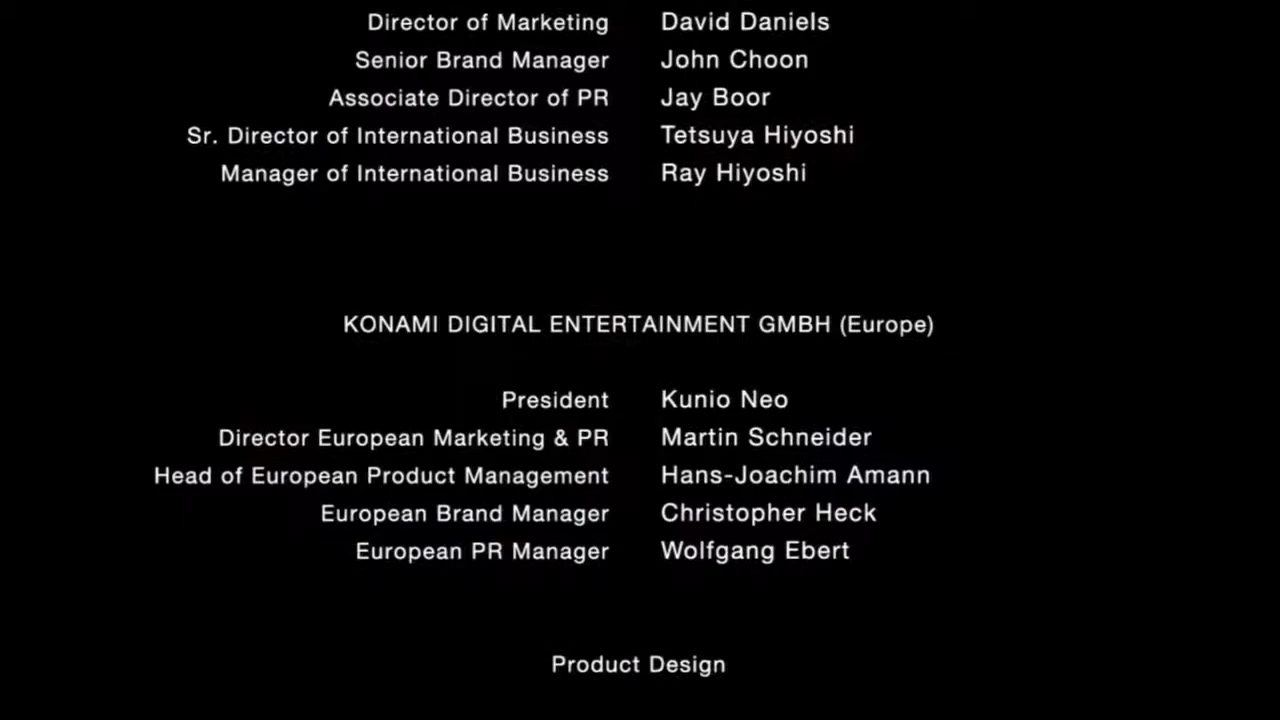 Director of Marketing David Daniels
Senior Brand Manager John Choon
Associate Director of PR Jay Boor
Sr. Director of International Business Tetsuya Hiyoshi
Manager of International Business Ray Hiyoshi
KONAMI DIGITAL ENTERTAINMENT GMBH (Europe)
President Kunio Neo
Director European Marketing & PR Martin Schneider
Head of European Product Management Hans-Joachim Amann
European Brand Manager Christopher Heck
European PR Manager Wolfgang Ebert
Product Design